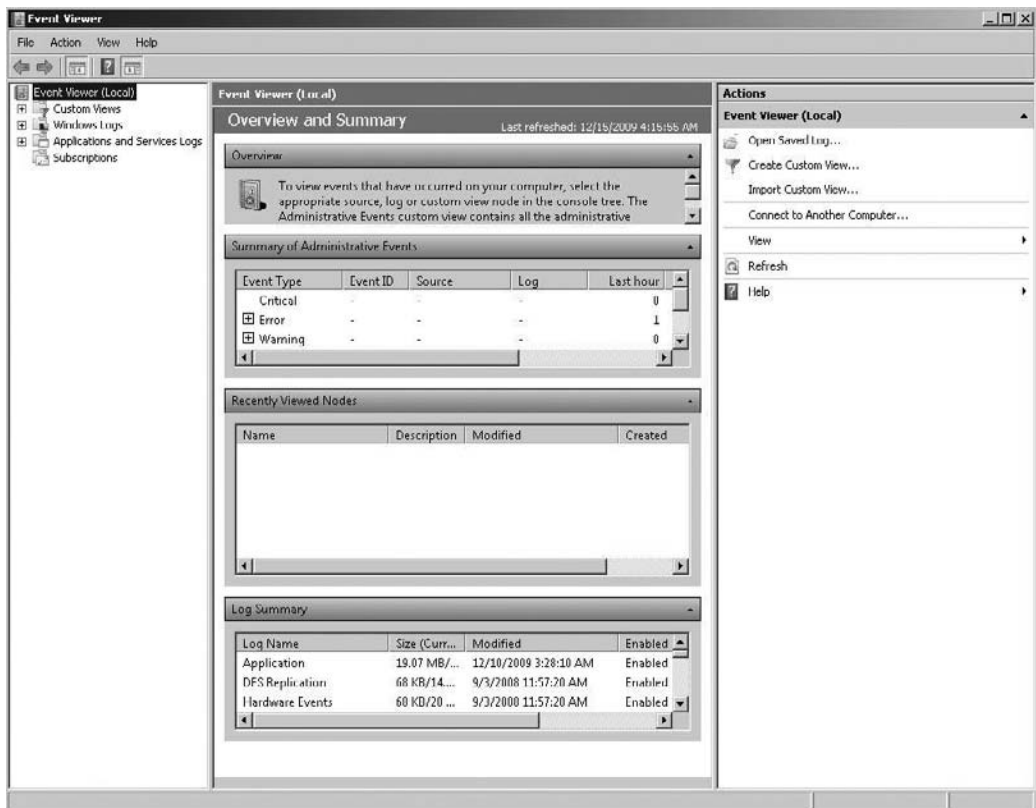 Event Viewer
File Action View Help
Event Viewer (Local)
Custom Views
Windows Logs
Applications and Services Logs
Subscriptions
Event Viewer (Local)
Overview and Summary
Last refreshed: 12/15/2009 4:15:55 AM
Overview
To view events that have occurred on your computer, select the
appropriate source, log or custom view node in the console tree. The
Administrative Events custom view contains all the administrative
Summary of Administrative Events
Event Type Event ID Source Log Last hour
Critical - - - 0
Error - - - 1
Warning - - - 0
Recently Viewed Nodes
Name Description Modified Created
Log Summary
Log Name Size (Curr... Modified Enabled
Application 19.07 MB/... 12/10/2009 3:28:10 AM Enabled
DFS Replication 68 KB/14.... 9/3/2008 11:57:20 AM Enabled
Hardware Events 68 KB/20 ... 9/3/2008 11:57:20 AM Enabled
Actions
Event Viewer (Local)
Open Saved Log...
Create Custom View...
Import Custom View...
Connect to Another Computer...
View
Refresh
Help